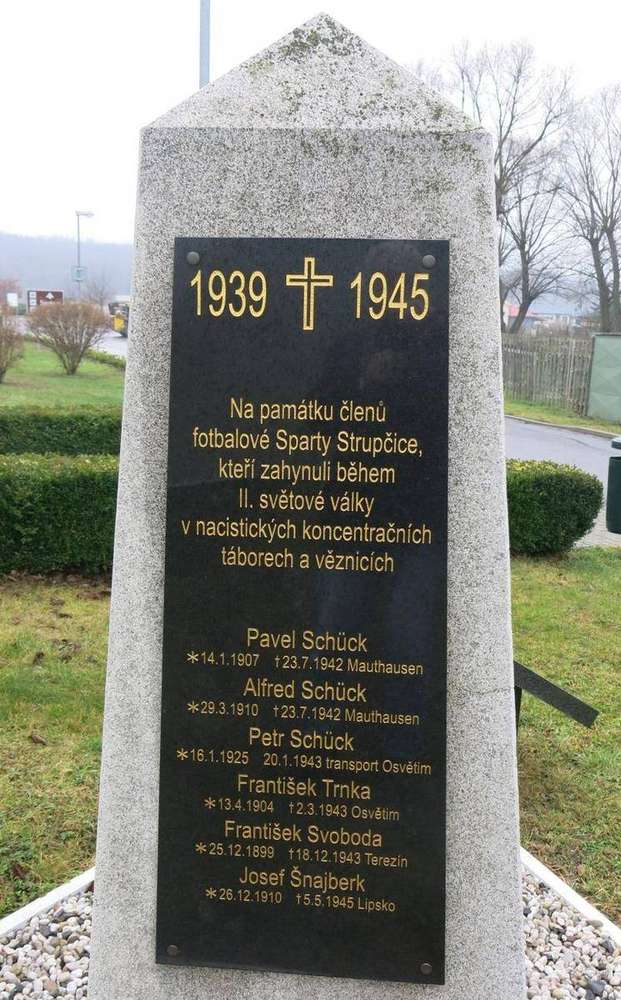 1939 1945
Na památku členů
fotbalové Sparty Strupčice,
kteří zahynuli během
II. světové války
v nacistických koncentračních
táborech a věznicích
Pavel Schück
*14.1.1907 †23.7.1942 Mauthausen
Alfred Schück
*29.3.1910 †23.7.1942 Mauthausen
Petr Schück
*16.1.1925 20.1.1943 transport Osvětim
František Trnka
*13.4.1904 †2.3.1943 Osvětim
František Svoboda
*25.12.1899 †18.12.1943 Terezín
Josef Šnajberk
*26.12.1910 †5.5.1945 Lipsko